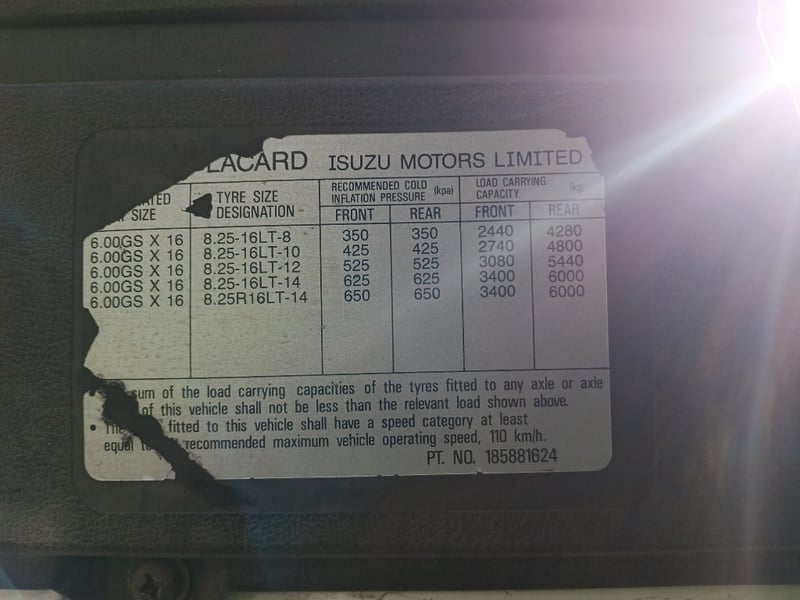 LACARD ISUZU MOTORS LIMITED
TYRE SIZE DESIGNATION RECOMMENDED COLD INFLATION PRESSURE (kpa) LOAD CARRYING CAPACITY (kg)
SIZE FRONT REAR FRONT REAR
6.00GS X 16 8.25-16LT-8 350 350 2440 4280
6.00GS X 16 8.25-16LT-10 425 425 2740 4800
6.00GS X 16 8.25-16LT-12 525 525 3080 5440
6.00GS X 16 8.25-16LT-14 625 625 3400 6000
6.00GS X 16 8.25R16LT-14 650 650 3400 6000
sum of the load carrying capacities of the tyres fitted to any axle or axle
of this vehicle shall not be less than the relevant load shown above.
• The fitted to this vehicle shall have a speed category at least
equal recommended maximum vehicle operating speed, 110 km/h.
PT. NO. 185881624